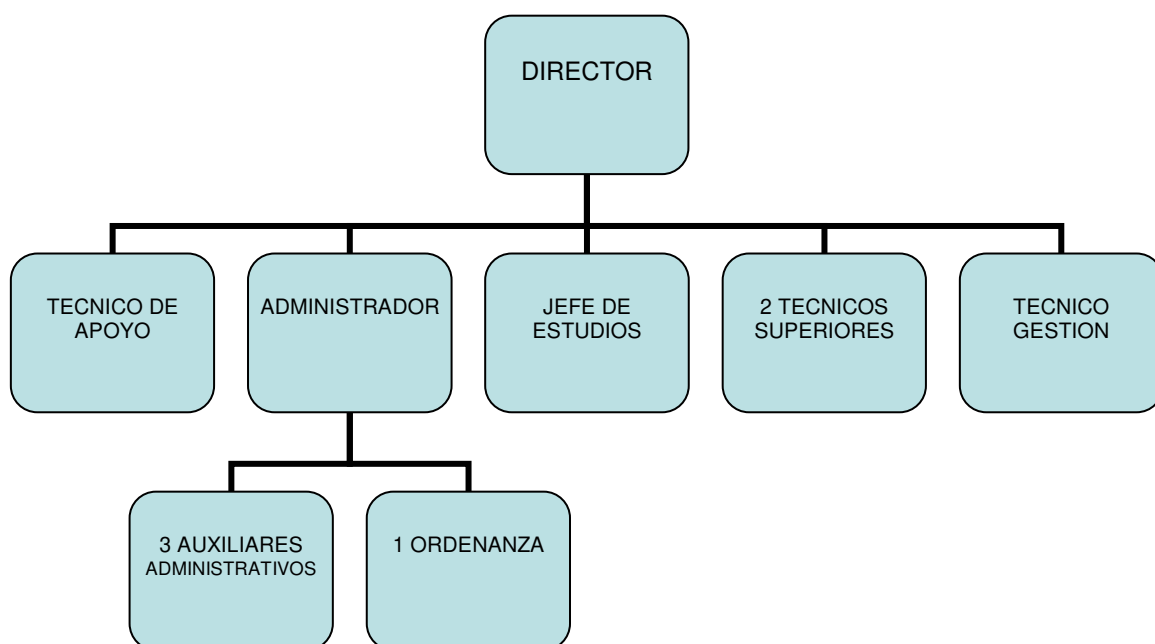 DIRECTOR
TECNICO DE
APOYO
ADMINISTRADOR
JEFE DE
ESTUDIOS
2 TECNICOS
SUPERIORES
TECNICO
GESTION
3 AUXILIARES
ADMINISTRATIVOS
1 ORDENANZA